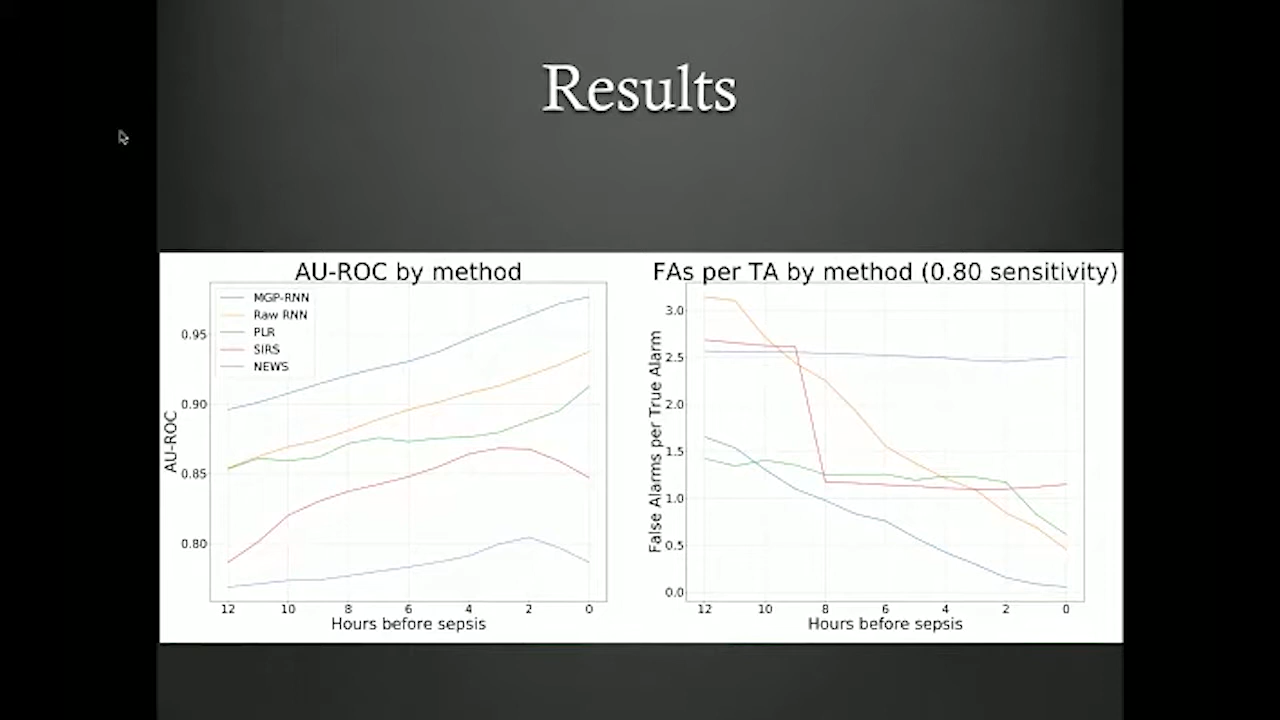 Results
AU-ROC by method
MGP-RNN
Raw RNN
PLR
SIRS
NEWS
0.95
0.90
0.85
0.80
AU-ROC
12 10 8 6 4 2 0
Hours before sepsis
FAs per TA by method (0.80 sensitivity)
3.0
2.5
2.0
1.5
1.0
0.5
0.0
False Alarms per True Alarm
12 10 8 6 4 2 0
Hours before sepsis